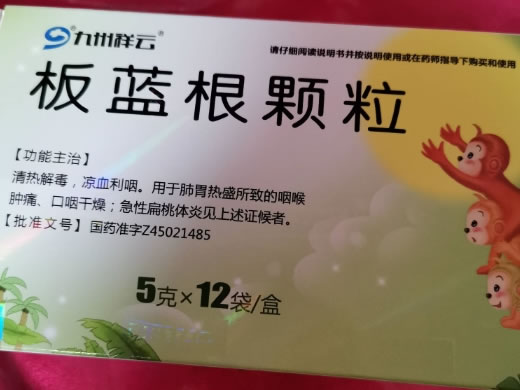 九州祥云®
请仔细阅读说明书并按说明使用或在药师指导下购买和使用
板蓝根颗粒
【功能主治】
清热解毒，凉血利咽。用于肺胃热盛所致的咽喉
肿痛、口咽干燥；急性扁桃体炎见上述证候者。
【批准文号】国药准字Z45021485
5克×12袋/盒